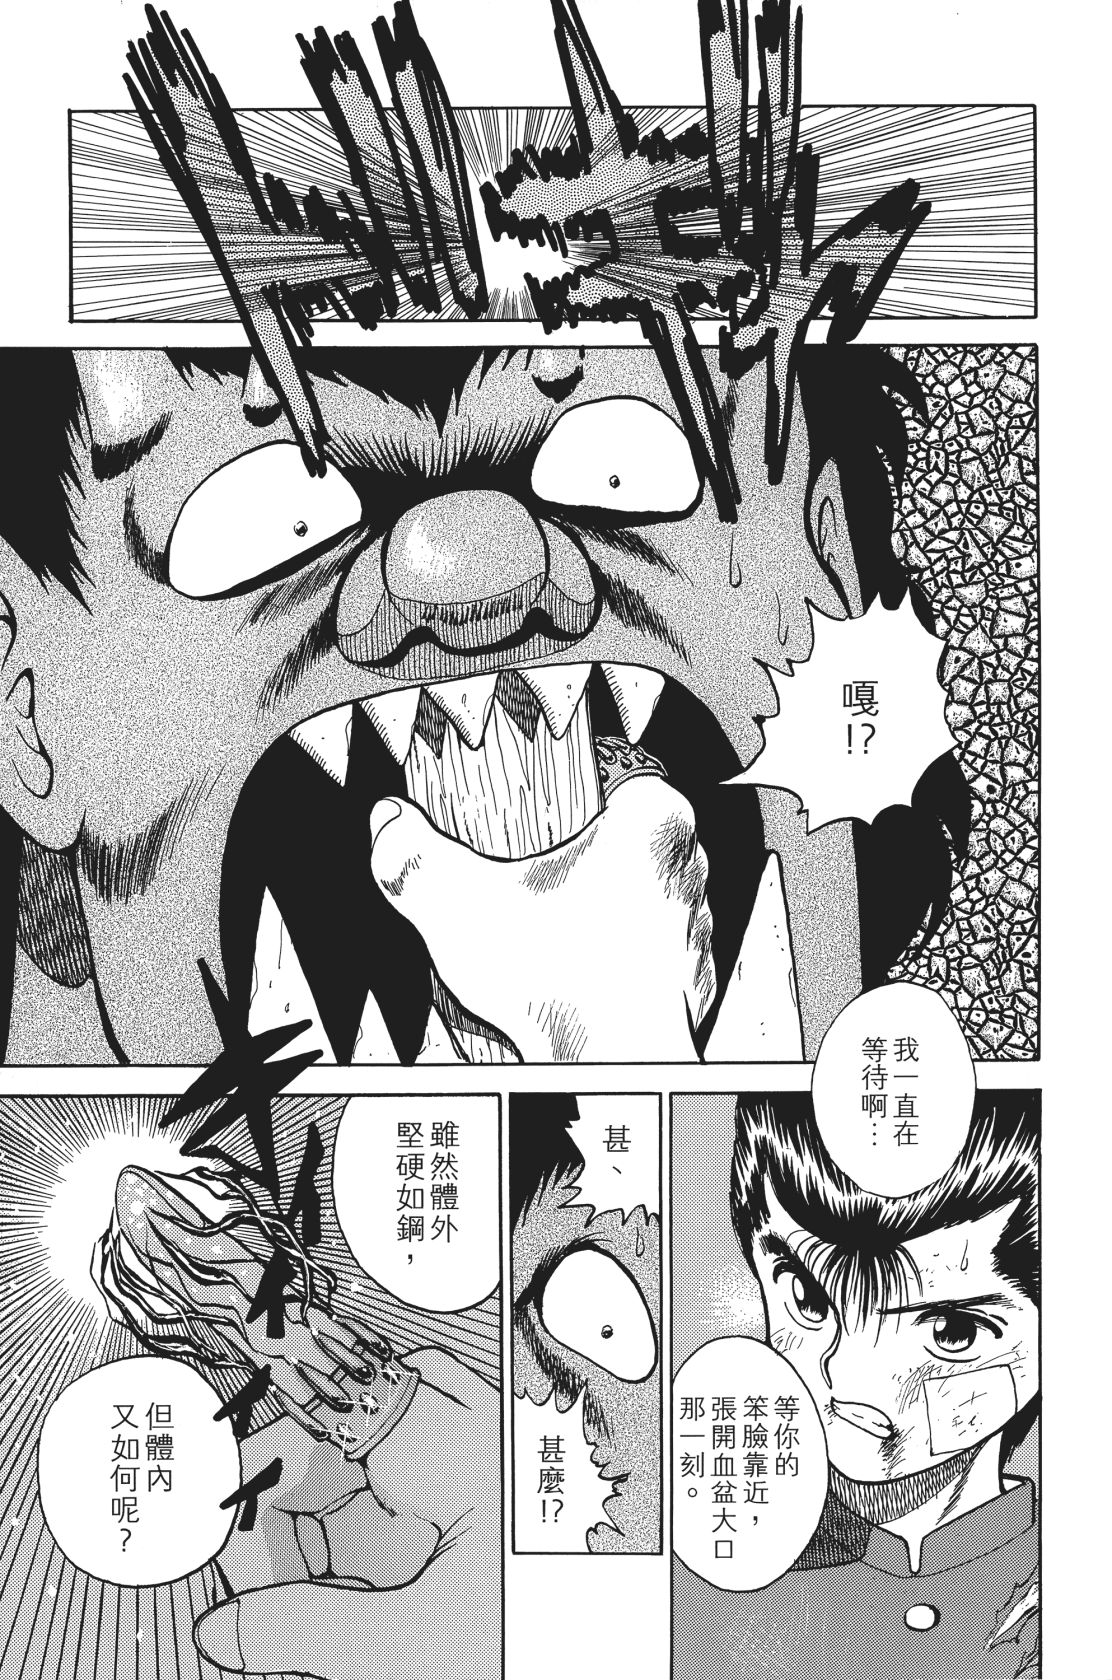 嘎!?
我一直在
等待啊…
等你的
笨臉靠近，
張開血盆大口
那一刻。
甚、
甚麼!?
雖然體外
堅硬如鋼，
但體內
又如何呢？